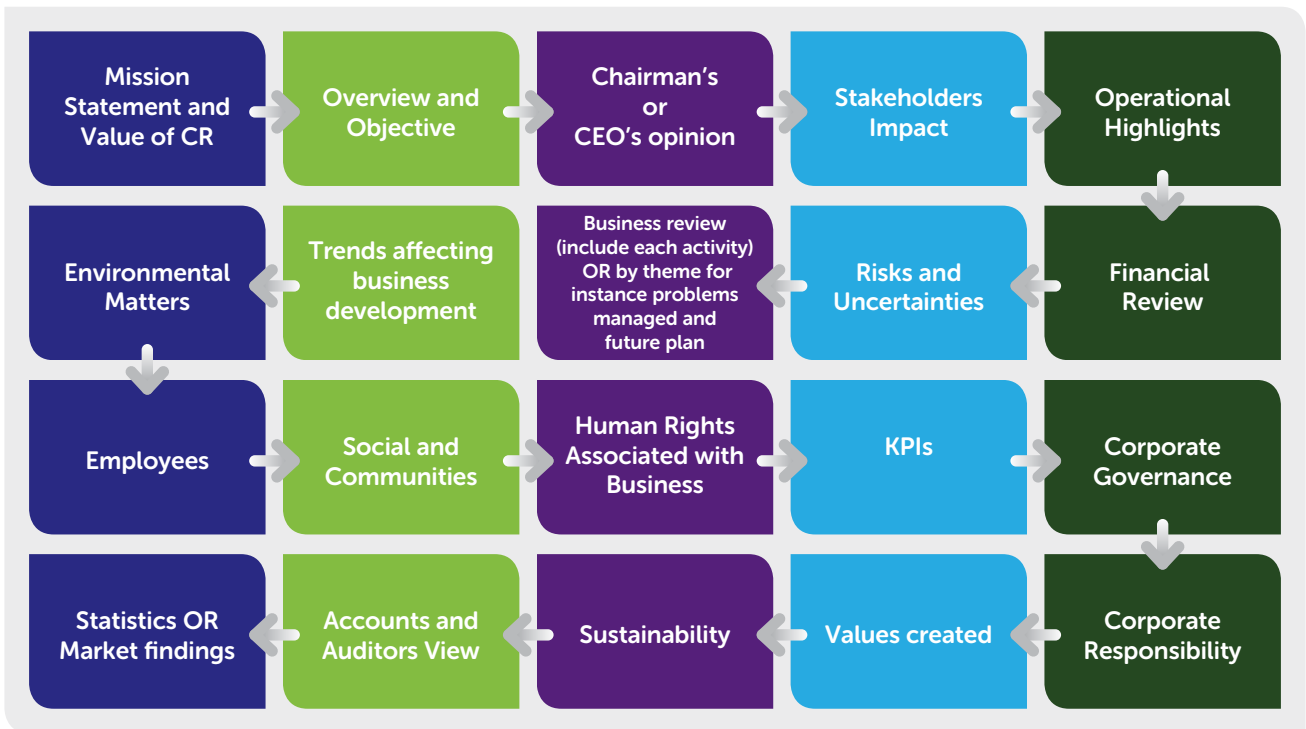 Mission
Statement and
Value of CR
Overview and
Objective
Chairman's
or
CEO's opinion
Stakeholders
Impact
Operational
Highlights
Environmental
Matters
Trends affecting
business
development
Business review
(include each activity)
OR by theme for
instance problems
managed and
future plan
Risks and
Uncertainties
Financial
Review
Employees
Social and
Communities
Human Rights
Associated with
Business
KPIs
Corporate
Governance
Statistics OR
Market findings
Accounts and
Auditors View
Sustainability
Values created
Corporate
Responsibility